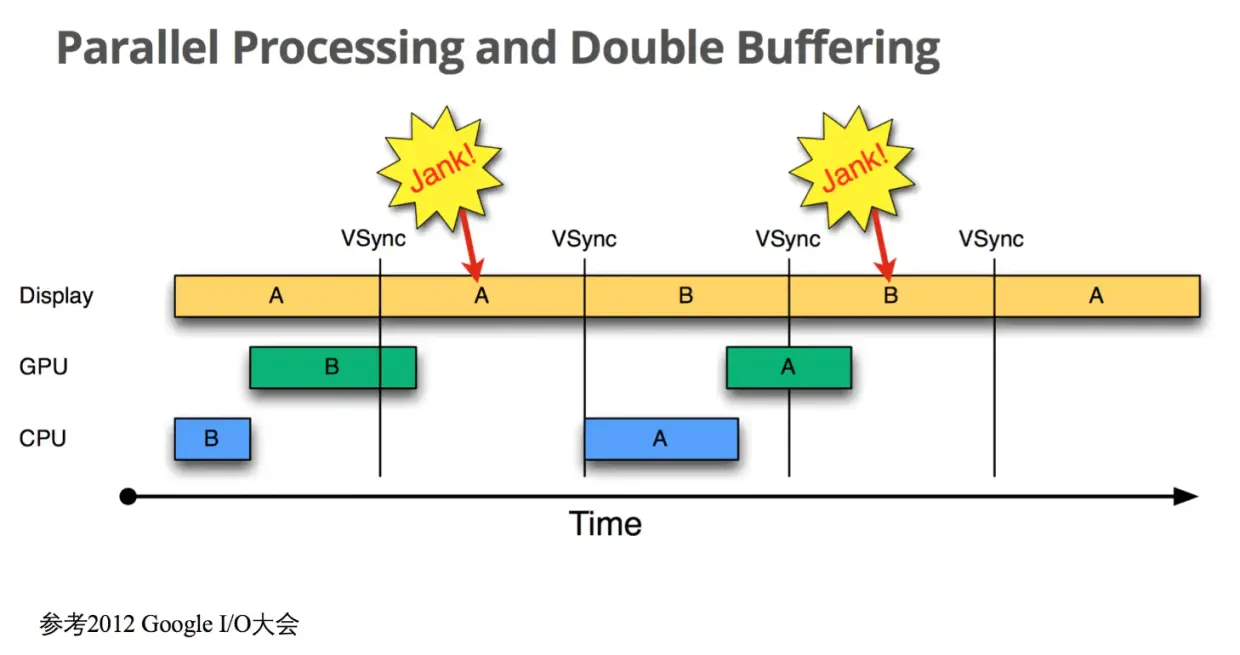 Parallel Processing and Double Buffering
Jank! Jank!
VSync VSync VSync VSync
Display A A B B A
GPU B A
CPU B A
Time
参考2012 Google I/O大会